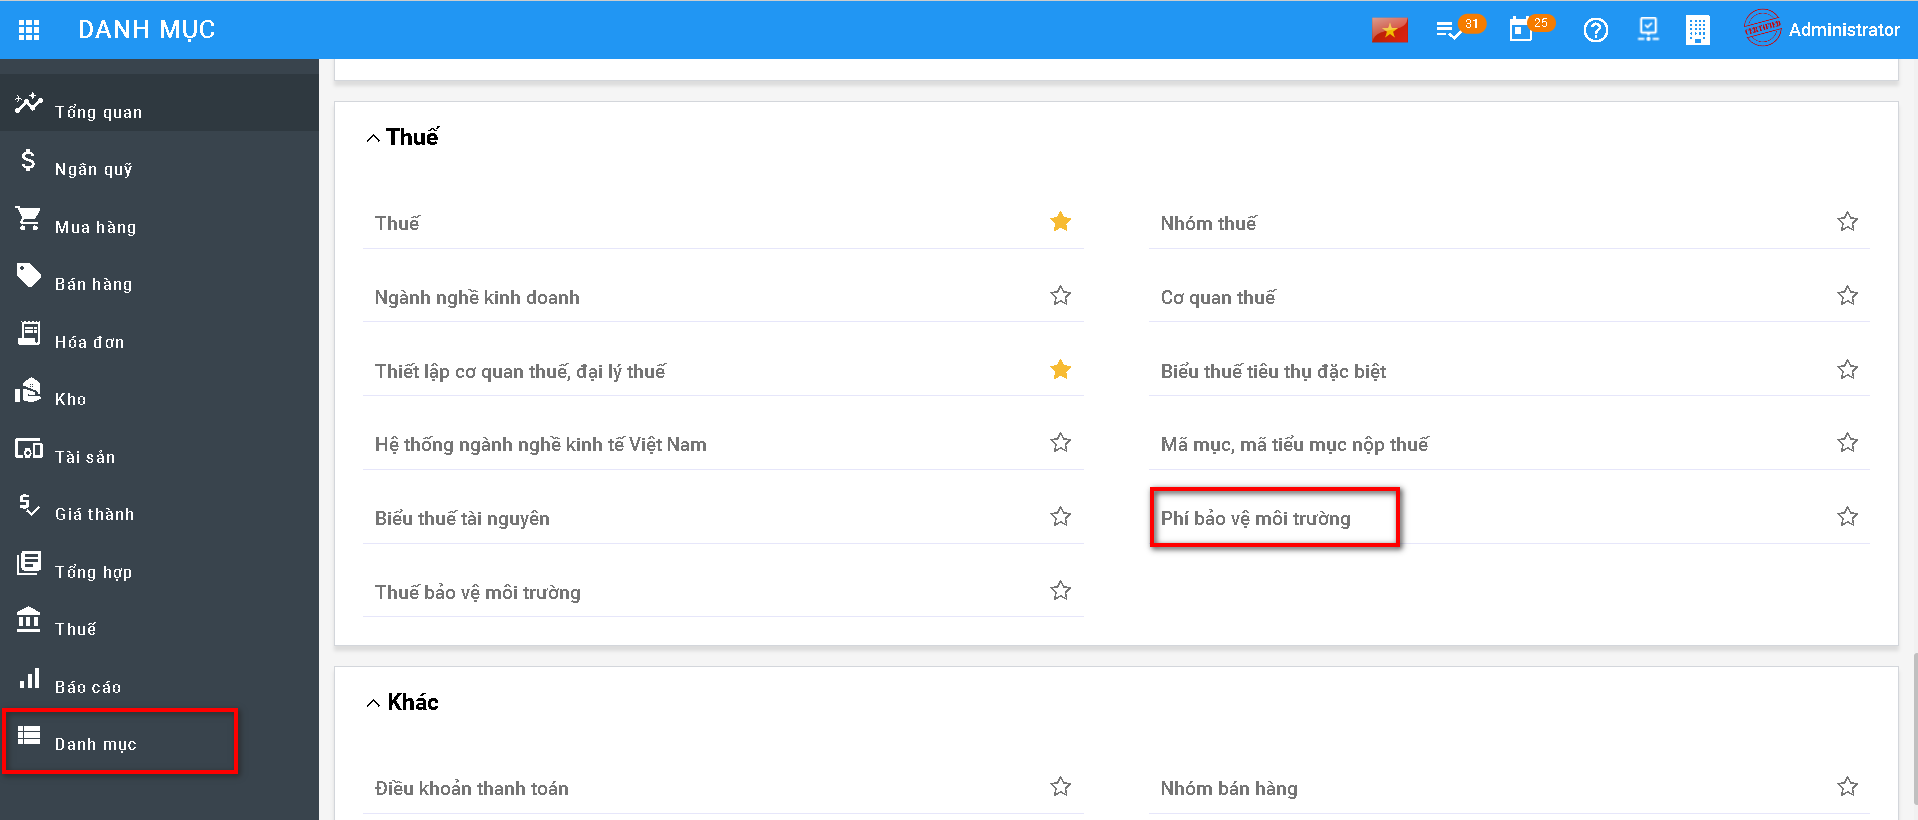 DANH MỤC
31
25
CERTIFIED
Administrator
Tổng quan
Ngân quỹ
Mua hàng
Bán hàng
Hóa đơn
Kho
Tài sản
Giá thành
Tổng hợp
Thuế
Báo cáo
Danh mục
Thuế
Thuế
Nhóm thuế
Ngành nghề kinh doanh
Cơ quan thuế
Thiết lập cơ quan thuế, đại lý thuế
Biểu thuế tiêu thụ đặc biệt
Hệ thống ngành nghề kinh tế Việt Nam
Mã mục, mã tiểu mục nộp thuế
Biểu thuế tài nguyên
Phí bảo vệ môi trường
Thuế bảo vệ môi trường
Khác
Điều khoản thanh toán
Nhóm bán hàng